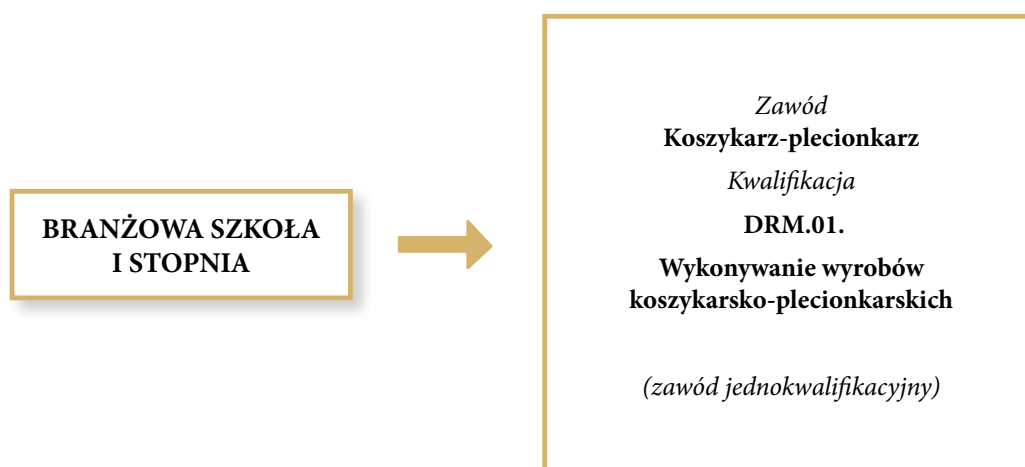 BRANŻOWA SZKOŁA
I STOPNIA
Zawód
Koszykarz-plecionkarz
Kwalifikacja
DRM.01.
Wykonywanie wyrobów
koszykarsko-plecionkarskich
(zawód jednokwalifikacyjny)